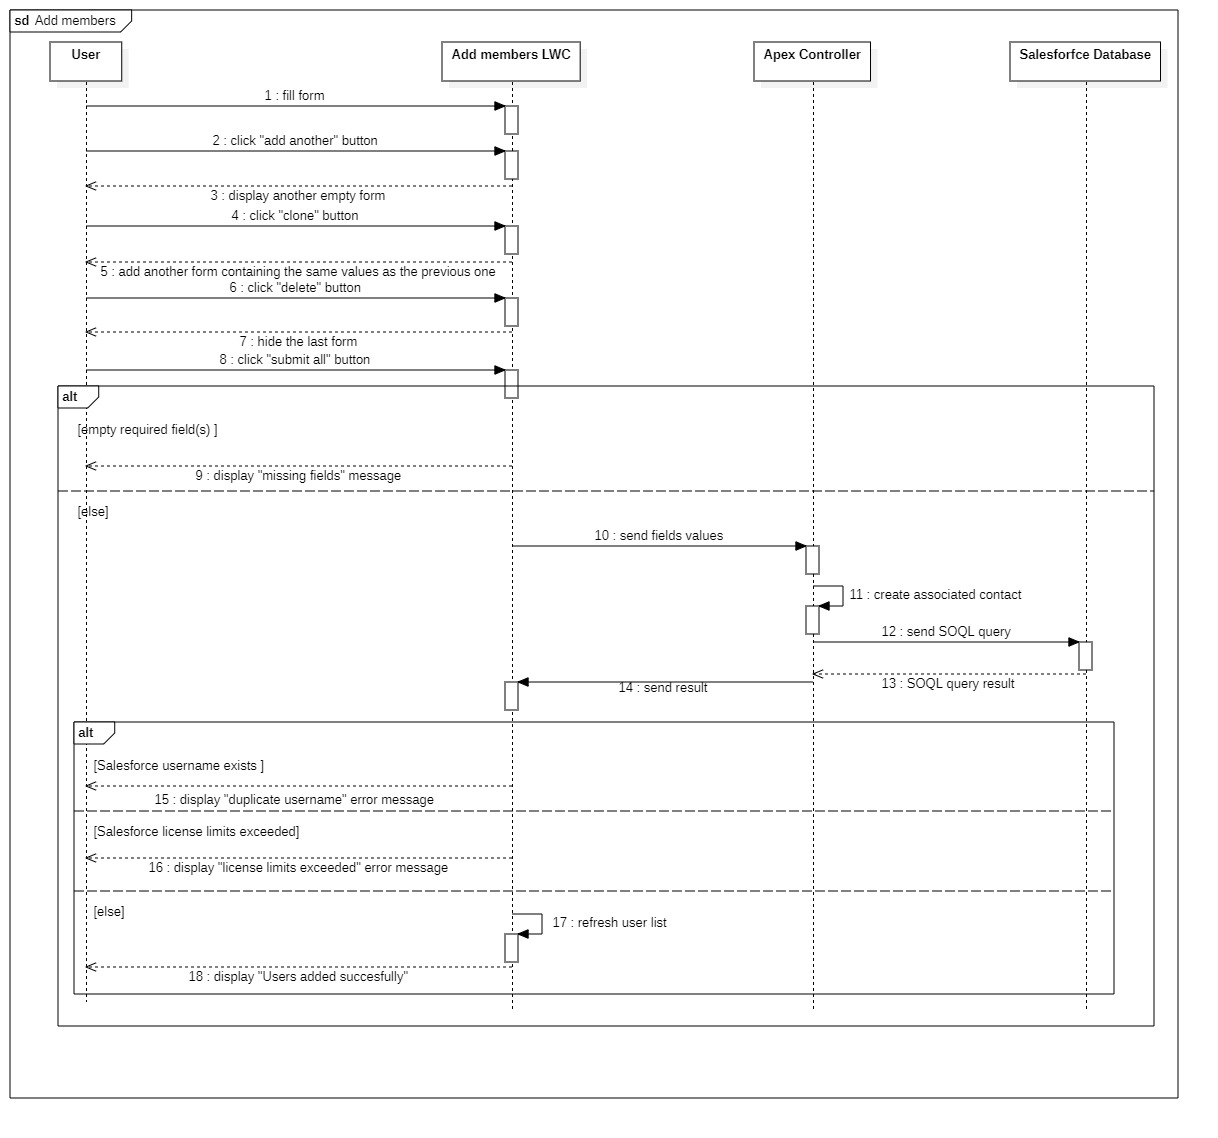 sd Add members
User
Add members LWC
Apex Controller
Salesforfce Database
1 : fill form
2 : click "add another" button
3 : display another empty form
4 : click "clone" button
5 : add another form containing the same values as the previous one
6 : click "delete" button
7 : hide the last form
8 : click "submit all" button
alt
[empty required field(s) ]
9 : display "missing fields" message
[else]
10 : send fields values
11 : create associated contact
12 : send SOQL query
13 : SOQL query result
14 : send result
alt
[Salesforce username exists ]
15 : display "duplicate username" error message
[Salesforce license limits exceeded]
16 : display "license limits exceeded" error message
[else]
17 : refresh user list
18 : display "Users added succesfully"